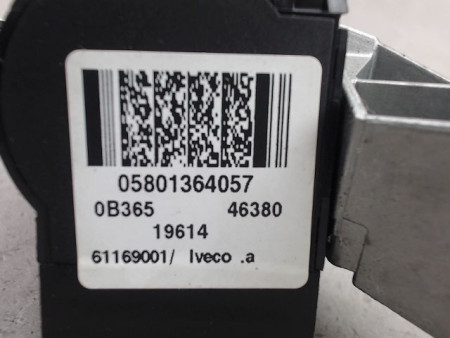 05801364057
0B365 46380
19614
61169001/ Iveco .a